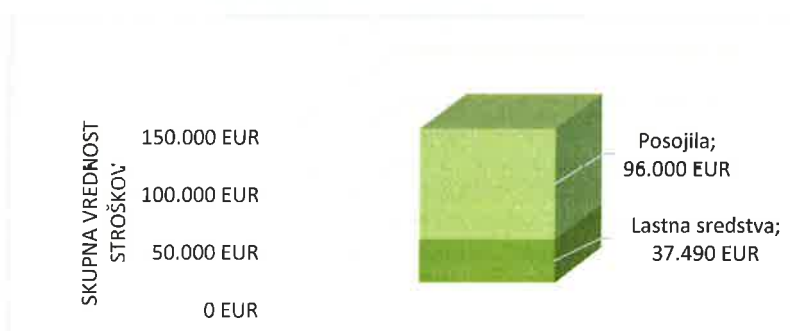 SKUPNA VREDNOST
STROŠKOV
150.000 EUR
100.000 EUR
50.000 EUR
0 EUR
Posojila;
96.000 EUR
Lastna sredstva;
37.490 EUR